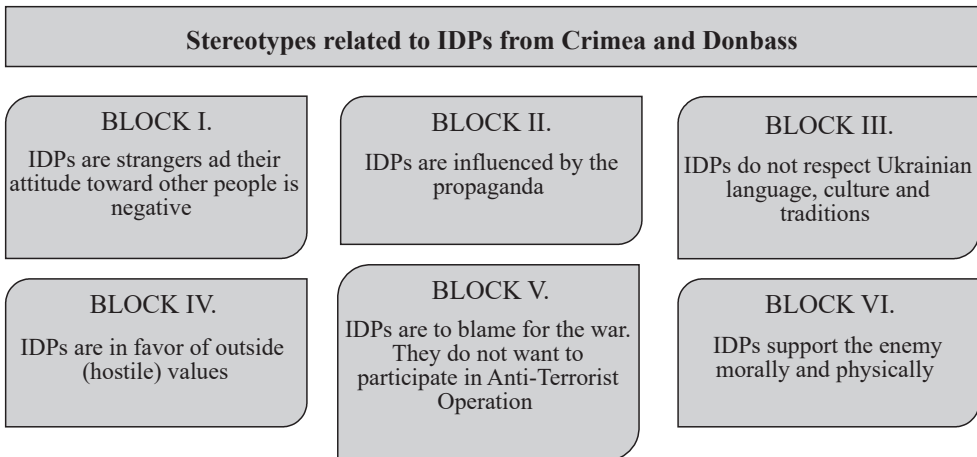 Stereotypes related to IDPs from Crimea and Donbass
BLOCK I.
IDPs are strangers ad their
attitude toward other people is
negative
BLOCK II.
IDPs are influenced by the
propaganda
BLOCK III.
IDPs do not respect Ukrainian
language, culture and
traditions
BLOCK IV.
IDPs are in favor of outside
(hostile) values
BLOCK V.
IDPs are to blame for the war.
They do not want to
participate in Anti-Terrorist
Operation
BLOCK VI.
IDPs support the enemy
morally and physically